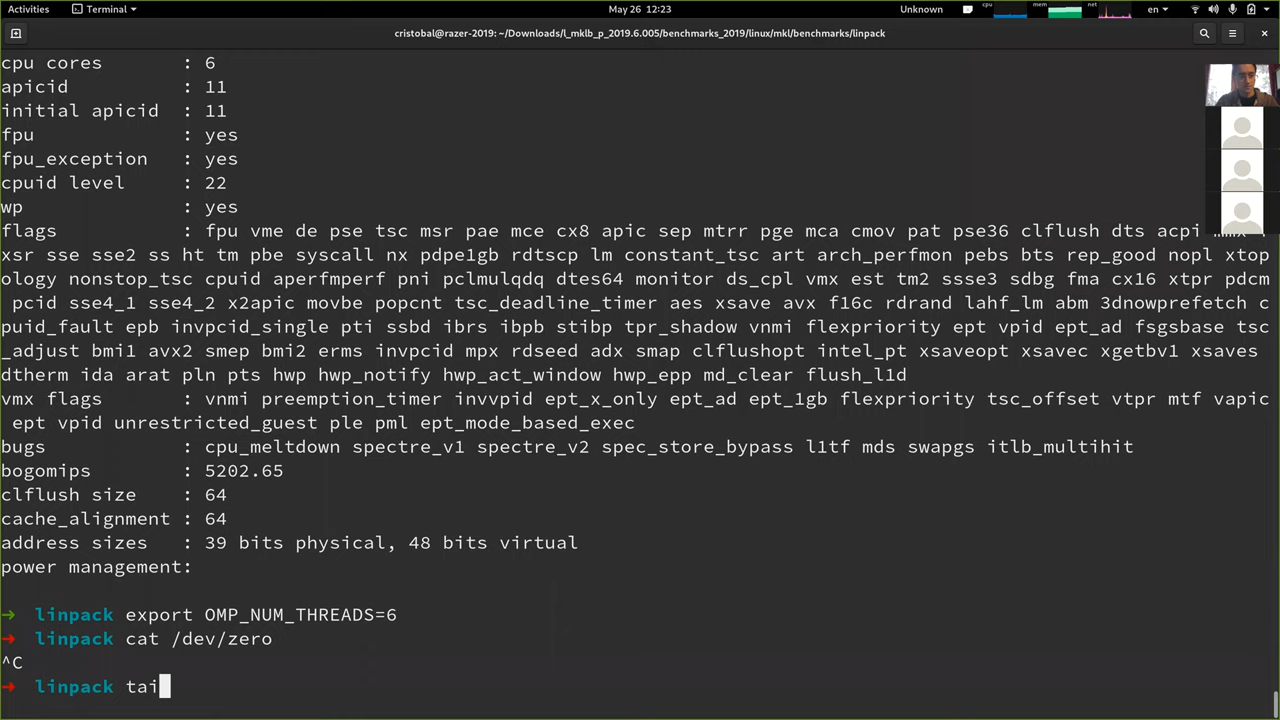 Activities
Terminal
May 26 12:23
Unknown
cpu
mem
net
en
cristobal@razer-2019: ~/Downloads/l_mklb_p_2019.6.005/benchmarks_2019/linux/mkl/benchmarks/linpack
cpu cores : 6
apicid : 11
initial apicid : 11
fpu : yes
fpu_exception : yes
cpuid level : 22
wp : yes
flags : fpu vme de pse tsc msr pae mce cx8 apic sep mtrr pge mca cmov pat pse36 clflush dts acpi
xsr sse sse2 ss ht tm pbe syscall nx pdpe1gb rdtscp lm constant_tsc art arch_perfmon pebs bts rep_good nopl xtop
ology nonstop_tsc cpuid aperfmperf pni pclmulqdq dtes64 monitor ds_cpl vmx est tm2 ssse3 sdbg fma cx16 xtpr pdcm
pcid sse4_1 sse4_2 x2apic movbe popcnt tsc_deadline_timer aes xsave avx f16c rdrand lahf_lm abm 3dnowprefetch c
puid_fault epb invpcid_single pti ssbd ibrs ibpb stibp tpr_shadow vnmi flexpriority ept vpid ept_ad fsgsbase tsc
_adjust bmi1 avx2 smep bmi2 erms invpcid mpx rdseed adx smap clflushopt intel_pt xsaveopt xsavec xgetbv1 xsaves
dtherm ida arat pln pts hwp hwp_notify hwp_act_window hwp_epp md_clear flush_l1d
vmx flags : vnmi preemption_timer invvpid ept_x_only ept_ad ept_1gb flexpriority tsc_offset vtpr mtf vapic
ept vpid unrestricted_guest ple pml ept_mode_based_exec
bugs : cpu_meltdown spectre_v1 spectre_v2 spec_store_bypass l1tf mds swapgs itlb_multihit
bogomips : 5202.65
clflush size : 64
cache_alignment : 64
address sizes : 39 bits physical, 48 bits virtual
power management:
→ linpack export OMP_NUM_THREADS=6
→ linpack cat /dev/zero
^C
→ linpack tai